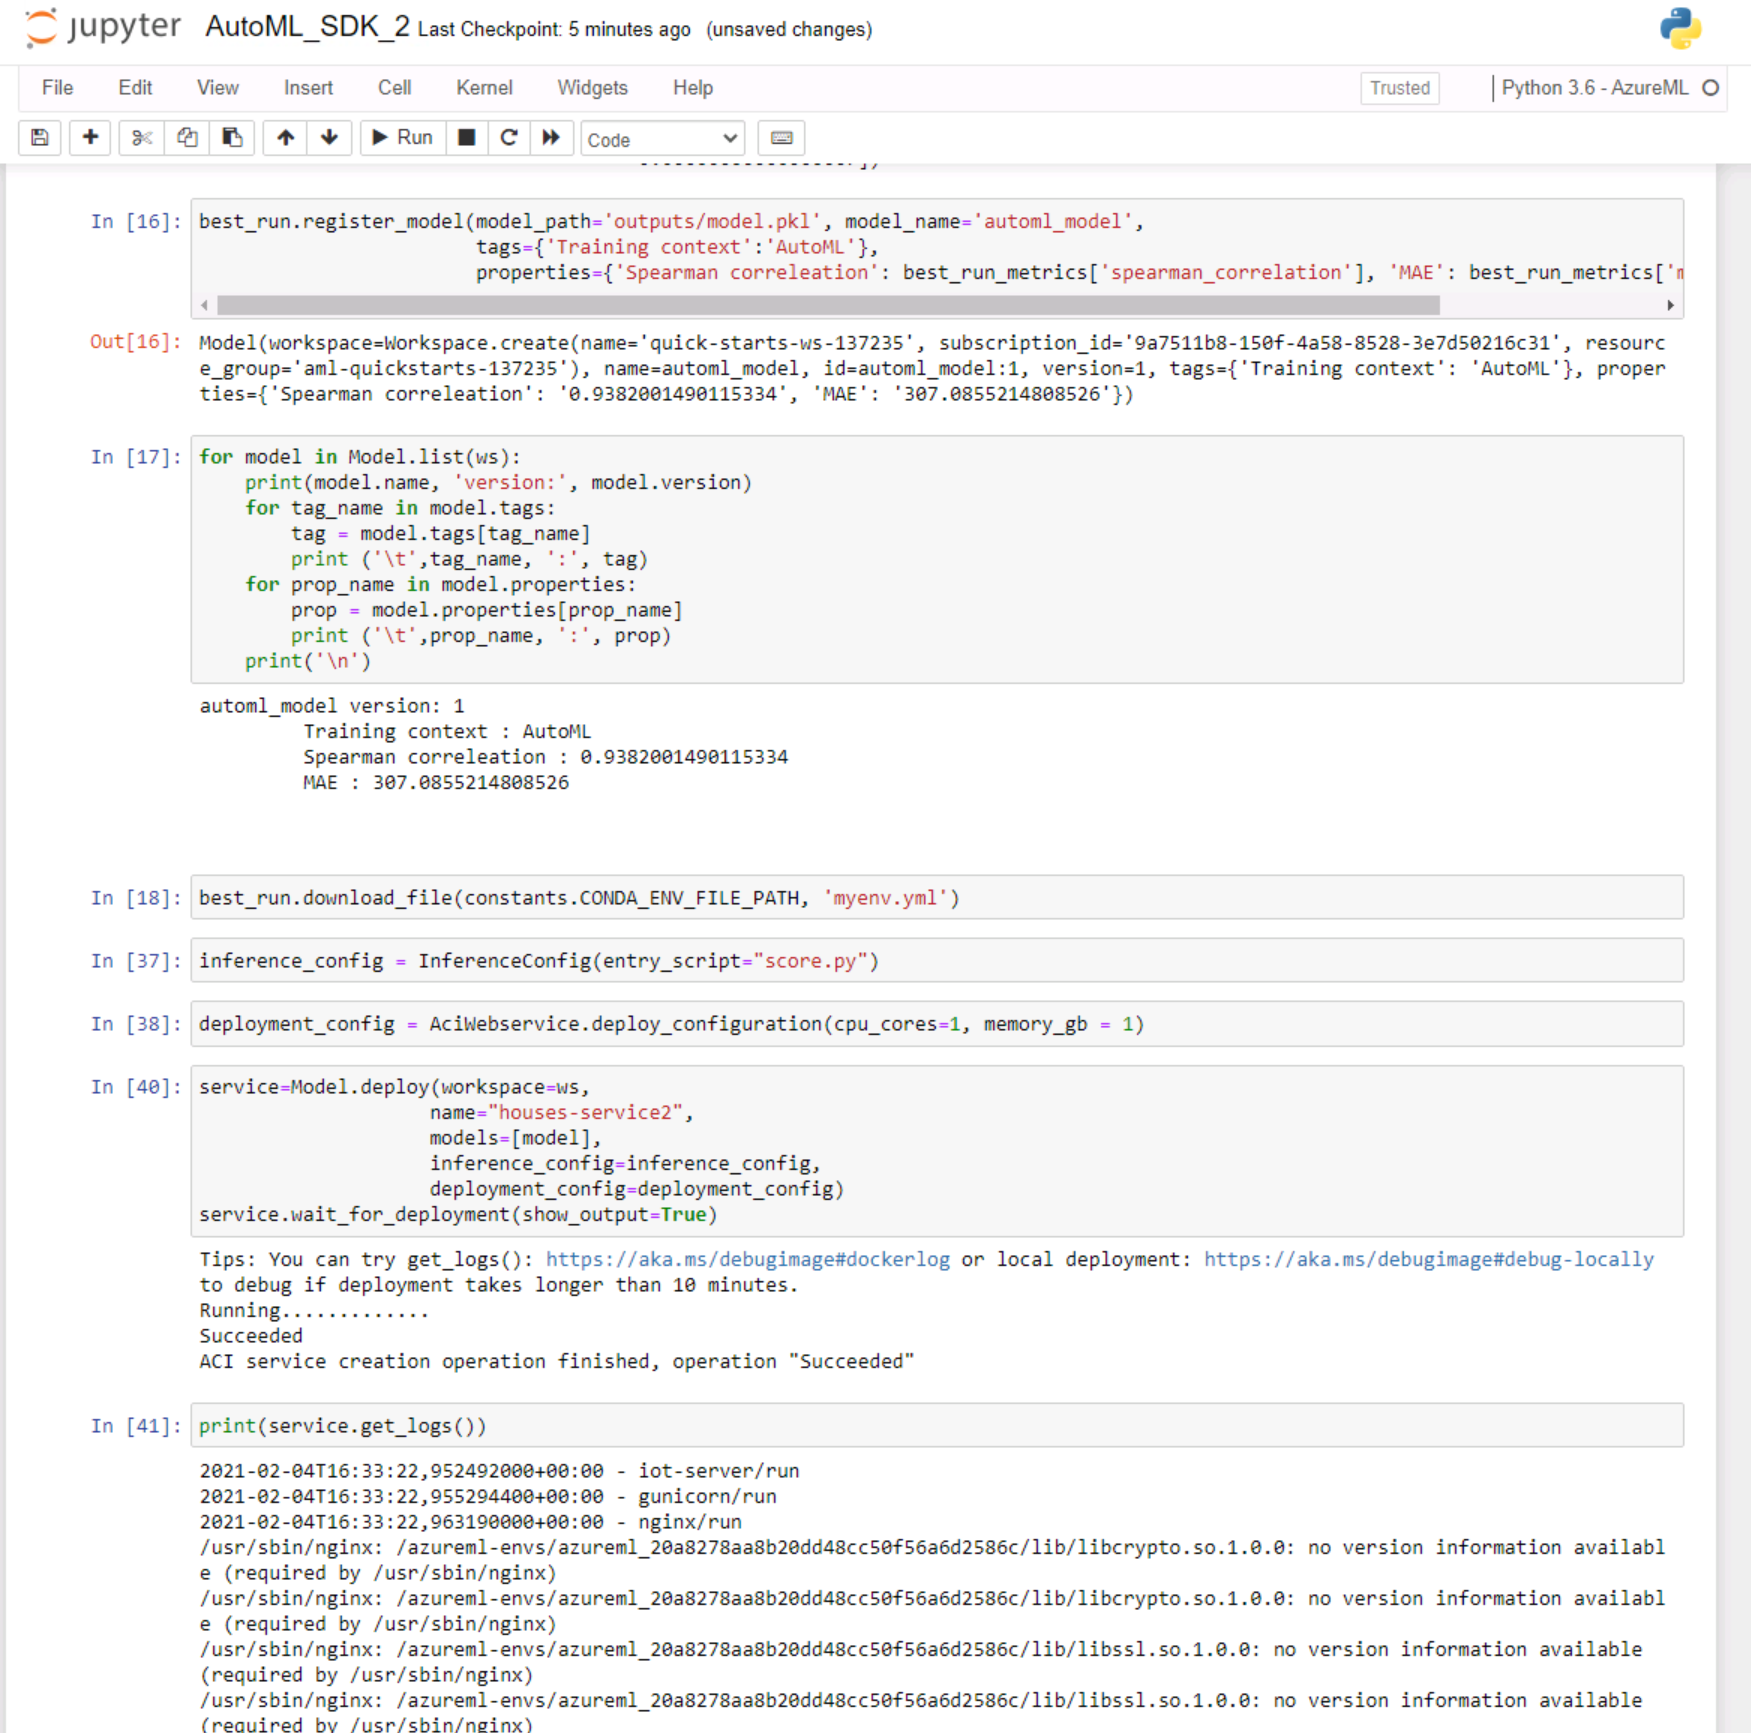 jupyter AutoML_SDK_2 Last Checkpoint: 5 minutes ago (unsaved changes)
File Edit View Insert Cell Kernel Widgets Help Trusted Python 3.6 - AzureML
Run Code
In [16]: best_run.register_model(model_path='outputs/model.pkl', model_name='automl_model',
tags={'Training context':'AutoML'},
properties={'Spearman correleation': best_run_metrics['spearman_correlation'], 'MAE': best_run_metrics['m
Out[16]: Model(workspace=Workspace.create(name='quick-starts-ws-137235', subscription_id='9a7511b8-150f-4a58-8528-3e7d50216c31', resourc
e_group='aml-quickstarts-137235'), name=automl_model, id=automl_model:1, version=1, tags={'Training context': 'AutoML'}, proper
ties={'Spearman correleation': '0.9382001490115334', 'MAE': '307.0855214808526'})
In [17]: for model in Model.list(ws):
print(model.name, 'version:', model.version)
for tag_name in model.tags:
tag = model.tags[tag_name]
print ('\t',tag_name, ':', tag)
for prop_name in model.properties:
prop = model.properties[prop_name]
print ('\t',prop_name, ':', prop)
print('\n')
automl_model version: 1
Training context : AutoML
Spearman correleation : 0.9382001490115334
MAE : 307.0855214808526
In [18]: best_run.download_file(constants.CONDA_ENV_FILE_PATH, 'myenv.yml')
In [37]: inference_config = InferenceConfig(entry_script="score.py")
In [38]: deployment_config = AciWebservice.deploy_configuration(cpu_cores=1, memory_gb = 1)
In [40]: service=Model.deploy(workspace=ws,
name="houses-service2",
models=[model],
inference_config=inference_config,
deployment_config=deployment_config)
service.wait_for_deployment(show_output=True)
Tips: You can try get_logs(): https://aka.ms/debugimage#dockerlog or local deployment: https://aka.ms/debugimage#debug-locally
to debug if deployment takes longer than 10 minutes.
Running.............
Succeeded
ACI service creation operation finished, operation "Succeeded"
In [41]: print(service.get_logs())
2021-02-04T16:33:22,952492000+00:00 - iot-server/run
2021-02-04T16:33:22,955294400+00:00 - gunicorn/run
2021-02-04T16:33:22,963190000+00:00 - nginx/run
/usr/sbin/nginx: /azureml-envs/azureml_20a8278aa8b20dd48cc50f56a6d2586c/lib/libcrypto.so.1.0.0: no version information availabl
e (required by /usr/sbin/nginx)
/usr/sbin/nginx: /azureml-envs/azureml_20a8278aa8b20dd48cc50f56a6d2586c/lib/libcrypto.so.1.0.0: no version information availabl
e (required by /usr/sbin/nginx)
/usr/sbin/nginx: /azureml-envs/azureml_20a8278aa8b20dd48cc50f56a6d2586c/lib/libssl.so.1.0.0: no version information available
(required by /usr/sbin/nginx)
/usr/sbin/nginx: /azureml-envs/azureml_20a8278aa8b20dd48cc50f56a6d2586c/lib/libssl.so.1.0.0: no version information available
(required by /usr/sbin/nginx)